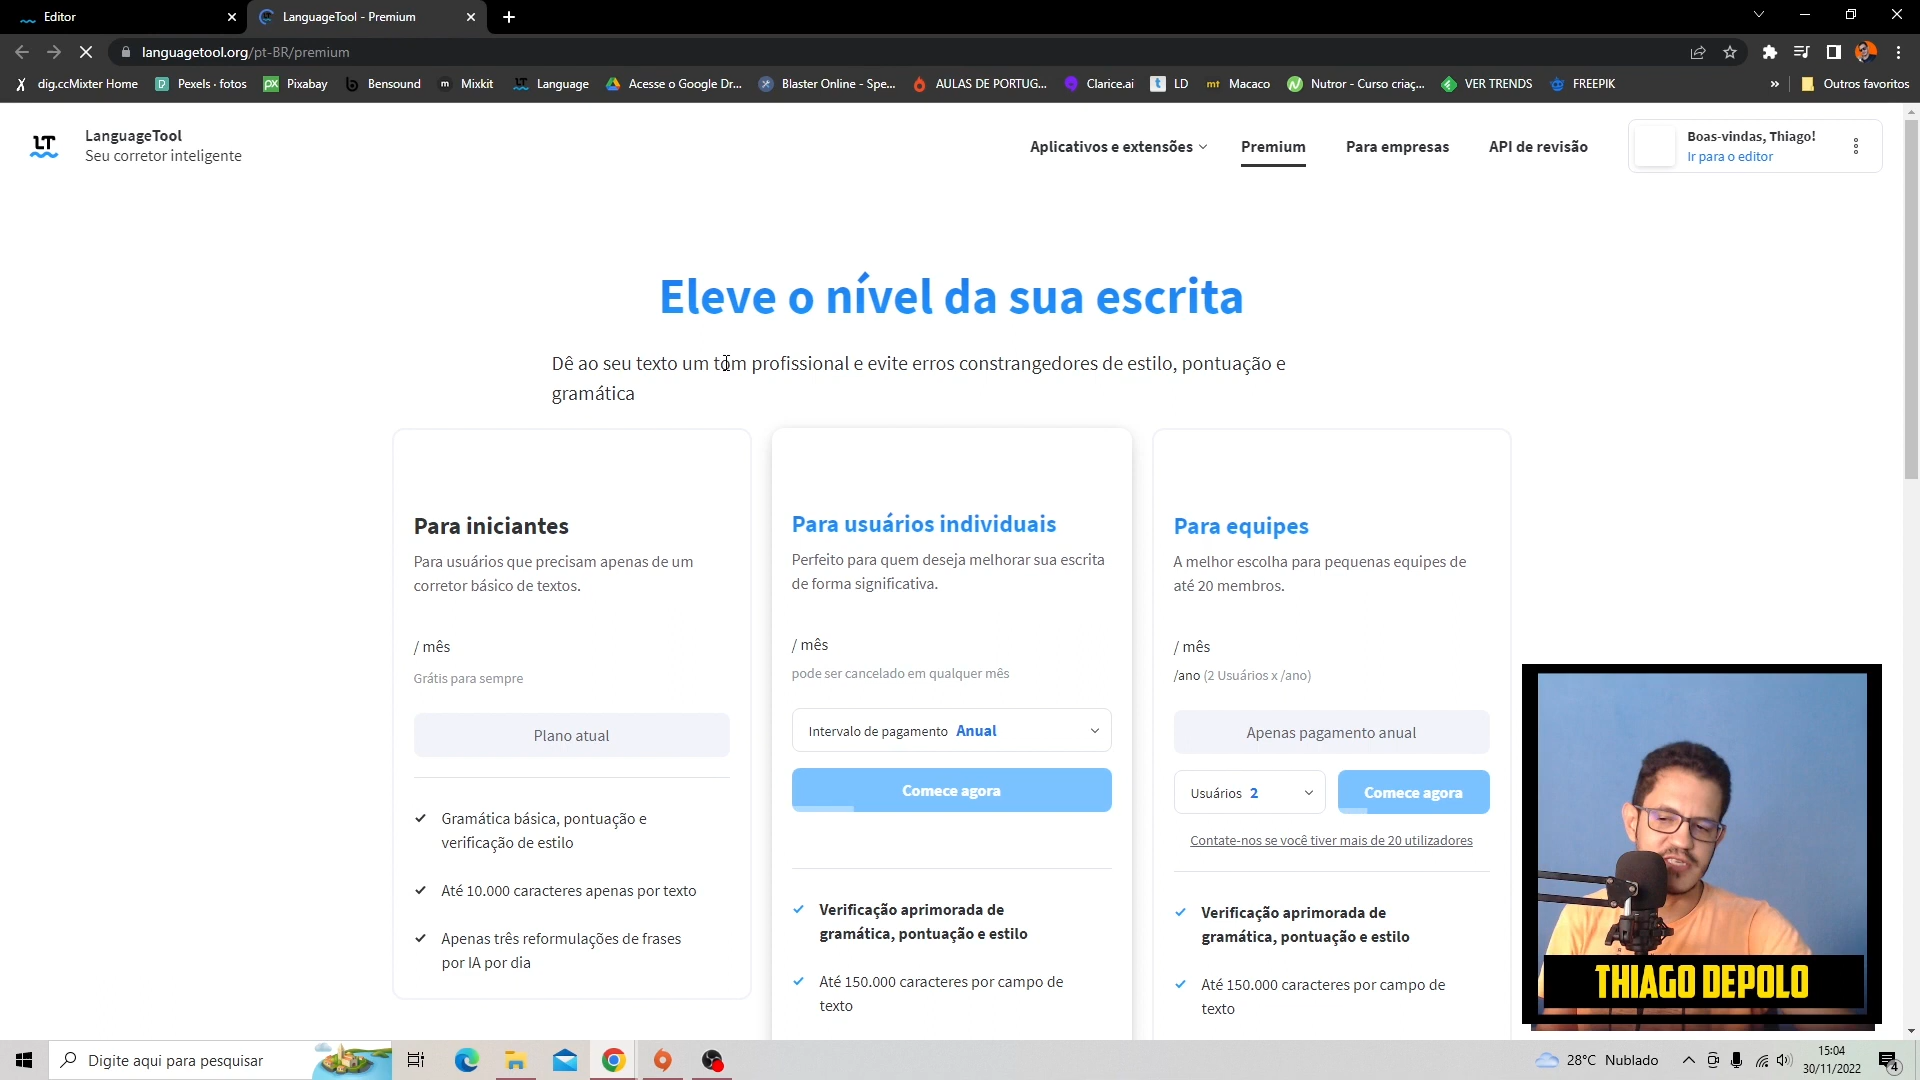 Editor
LanguageTool - Premium
languagetool.org/pt-BR/premium
dig.ccMixter Home
Pexels · fotos
Pixabay
Bensound
Mixkit
Language
Acesse o Google Dr...
Blaster Online - Spe...
AULAS DE PORTUG...
Clarice.ai
LD
Macaco
Nutror - Curso criaç...
VER TRENDS
FREEPIK
»
Outros favoritos
LT
LanguageTool
Seu corretor inteligente
Aplicativos e extensões
Premium
Para empresas
API de revisão
Boas-vindas, Thiago!
Ir para o editor
Eleve o nível da sua escrita
Dê ao seu texto um tom profissional e evite erros constrangedores de estilo, pontuação e
gramática
Para iniciantes
Para usuários que precisam apenas de um
corretor básico de textos.
/ mês
Grátis para sempre
Plano atual
Gramática básica, pontuação e
verificação de estilo
Até 10.000 caracteres apenas por texto
Apenas três reformulações de frases
por IA por dia
Para usuários individuais
Perfeito para quem deseja melhorar sua escrita
de forma significativa.
/ mês
pode ser cancelado em qualquer mês
Intervalo de pagamento Anual
Comece agora
Verificação aprimorada de
gramática, pontuação e estilo
Até 150.000 caracteres por campo de
texto
Para equipes
A melhor escolha para pequenas equipes de
até 20 membros.
/ mês
/ano (2 Usuários x /ano)
Apenas pagamento anual
Usuários 2
Comece agora
Contate-nos se você tiver mais de 20 utilizadores
Verificação aprimorada de
gramática, pontuação e estilo
Até 150.000 caracteres por campo de
texto
THIAGO DEPOLO
Digite aqui para pesquisar
28°C Nublado
15:04
30/11/2022
4